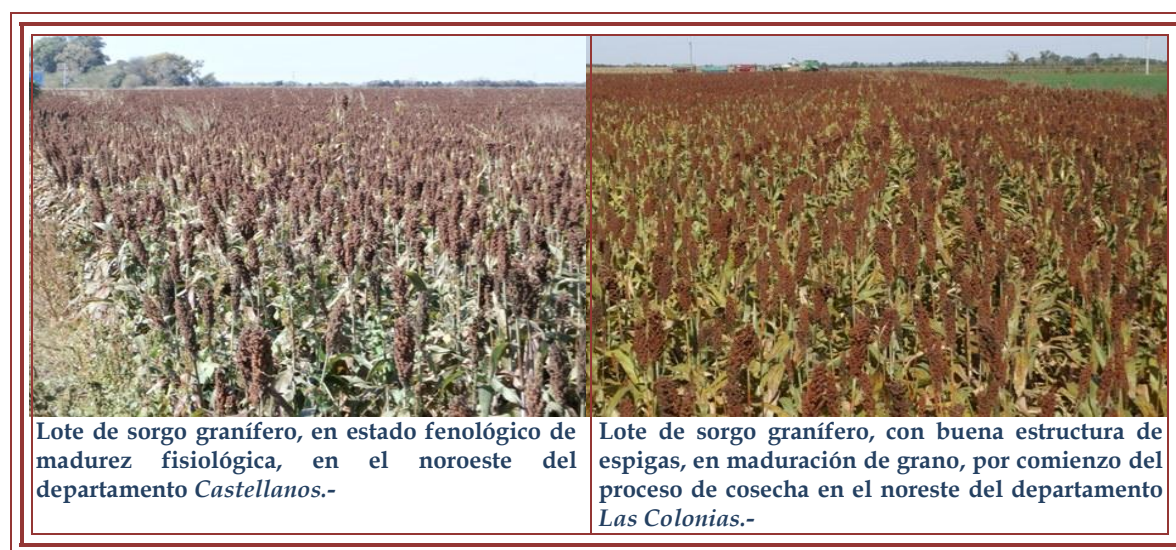 Lote de sorgo granífero, en estado fenológico de
madurez fisiológica, en el noroeste del
departamento Castellanos.-
Lote de sorgo granífero, con buena estructura de
espigas, en maduración de grano, por comienzo del
proceso de cosecha en el noreste del departamento
Las Colonias.-